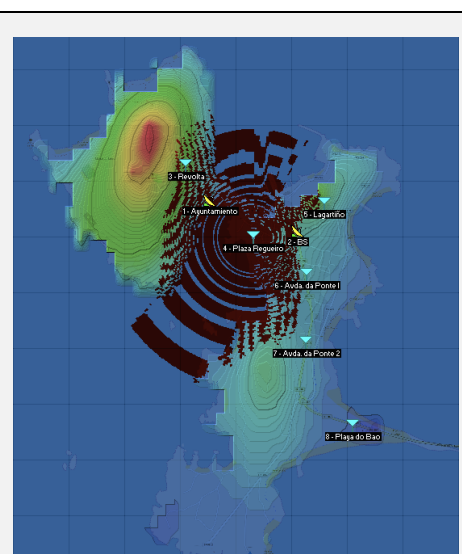 3 - Revolta
5 - Lagartiño
1 - Ayuntamiento
2 - BS
4 - Plaza Regueiro
6 - Avda. da Ponte 1
7 - Avda. da Ponte 2
8 - Playa do Bao